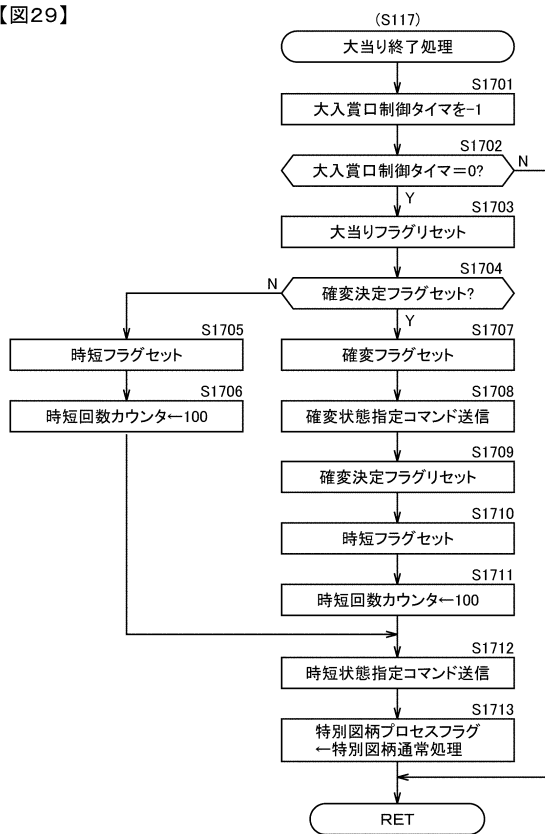 【図29】
(S117)
大当り終了処理
S1701
大入賞口制御タイマを-1
S1702
大入賞口制御タイマ=0?
N
Y
S1703
大当りフラグリセット
S1704
確変決定フラグセット?
N
Y
S1705
時短フラグセット
S1706
時短回数カウンタ←100
S1707
確変フラグセット
S1708
確変状態指定コマンド送信
S1709
確変決定フラグリセット
S1710
時短フラグセット
S1711
時短回数カウンタ←100
S1712
時短状態指定コマンド送信
S1713
特別図柄プロセスフラグ
←特別図柄通常処理
RET